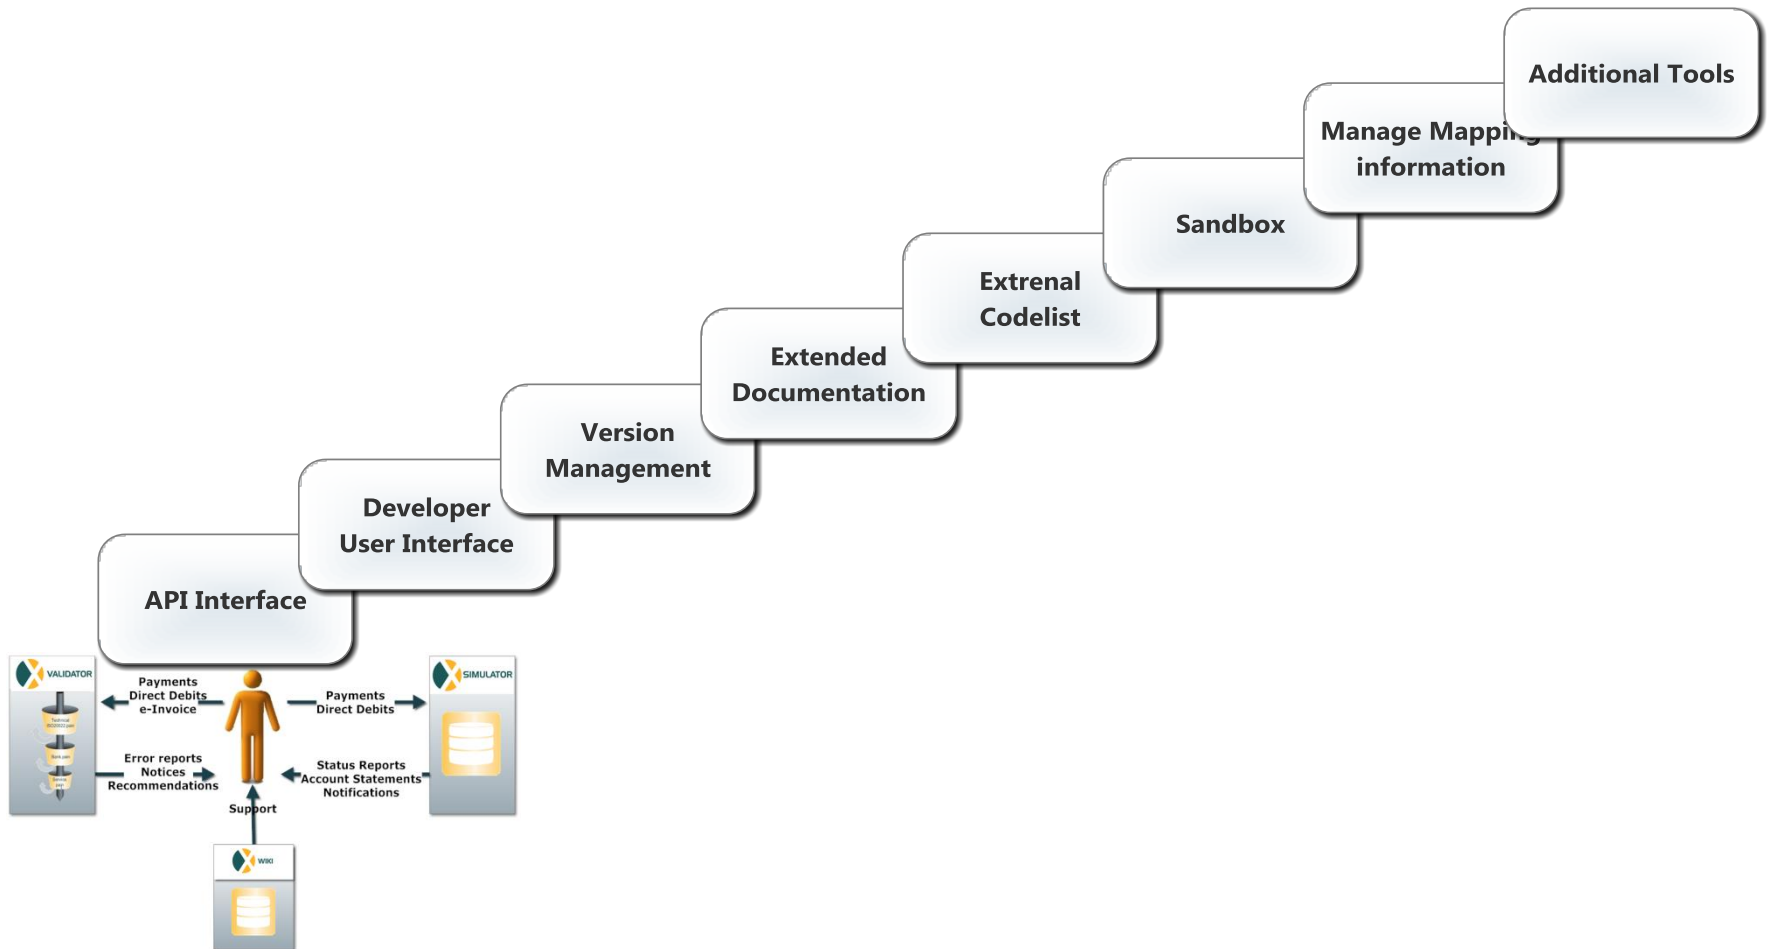 Additional Tools
Manage Mapping
information
Sandbox
Extrenal
Codelist
Extended
Documentation
Version
Management
Developer
User Interface
API Interface
VALIDATOR
Payments
Direct Debits
e-Invoice
Payments
Direct Debits
SIMULATOR
Error reports
Notices
Recommendations
Status Reports
Account Statements
Notifications
Support
WIKI